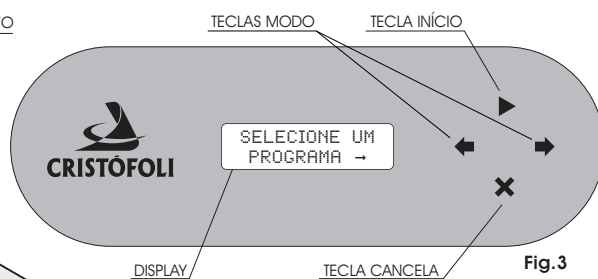 O
TECLAS MODO
TECLA INÍCIO
CRISTÓFOLI
SELECIONE UM
PROGRAMA →
DISPLAY
TECLA CANCELA
Fig.3